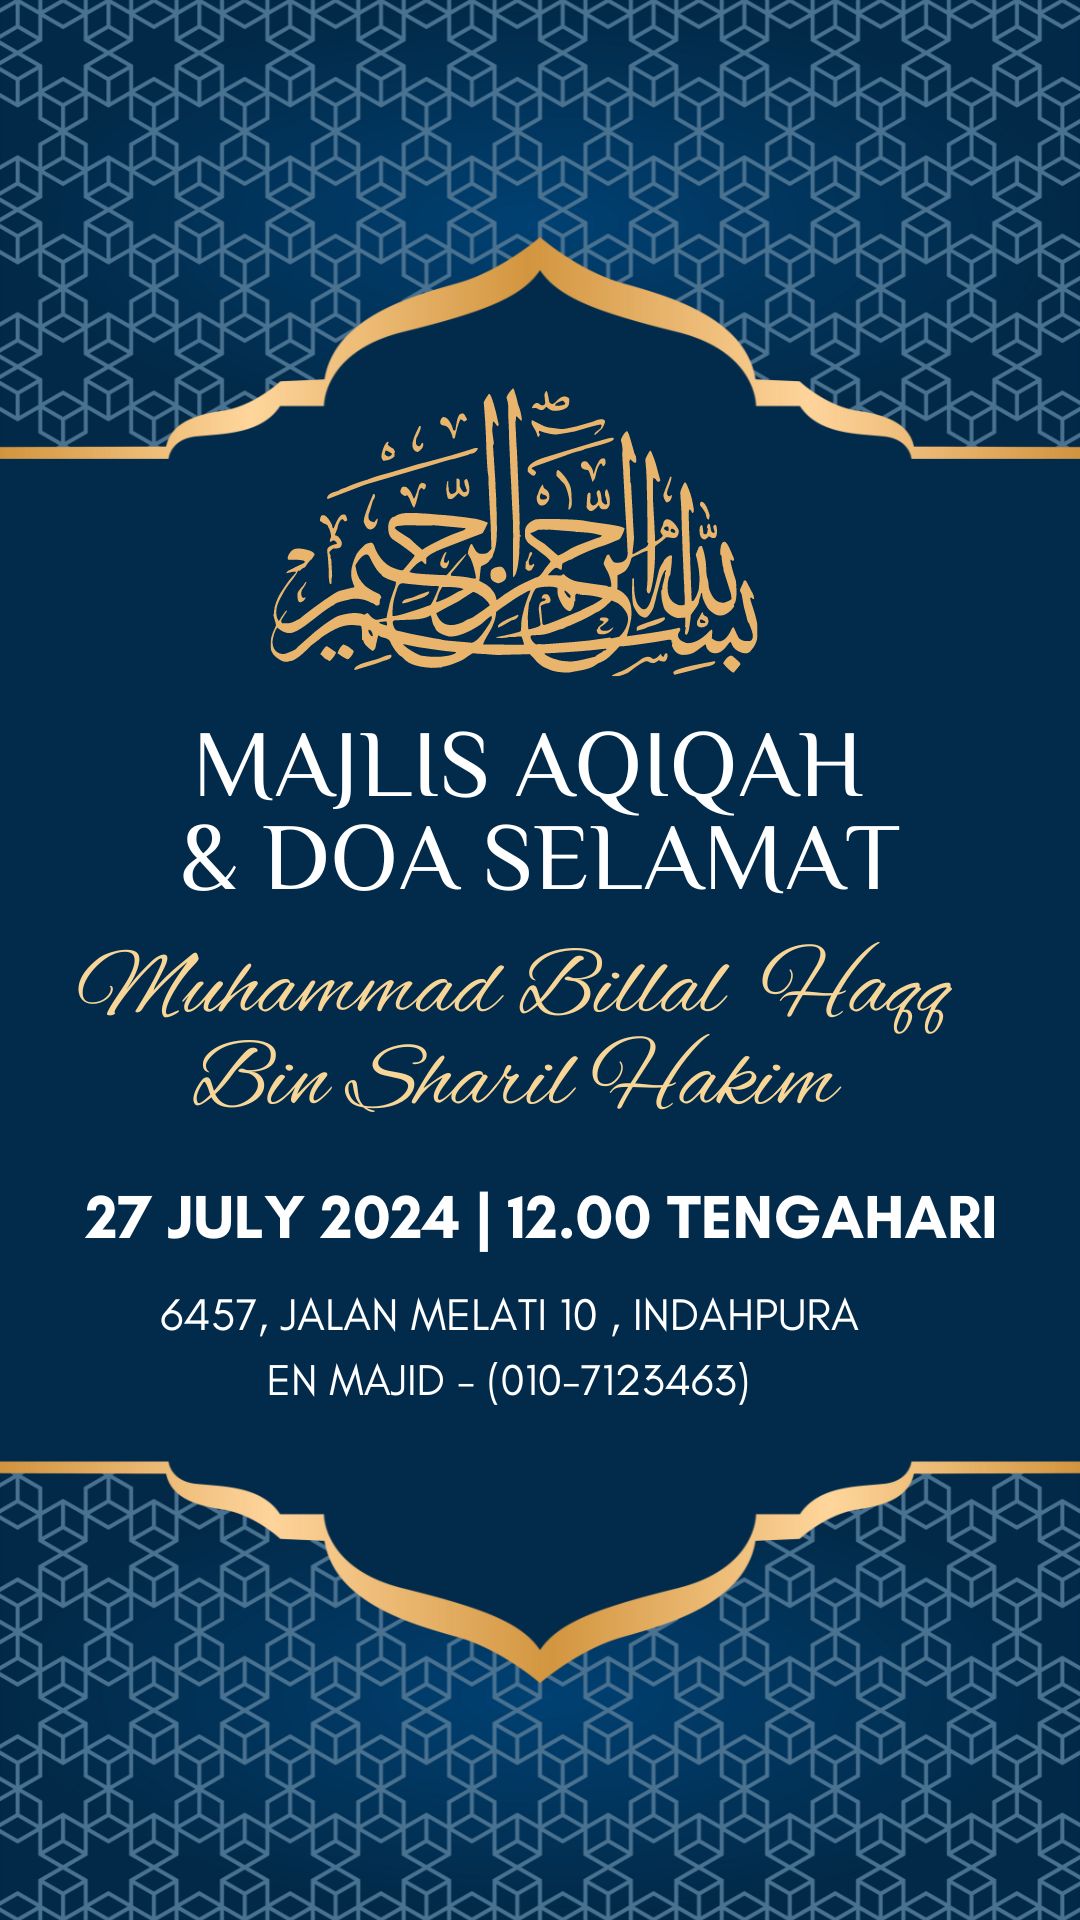 بسم الله الرحمن الرحيم
MAJLIS AQIQAH
& DOA SELAMAT
Muhammad Billal Haqq
Bin Sharil Hakim
27 JULY 2024 | 12.00 TENGAHARI
6457, JALAN MELATI 10 , INDAHPURA
EN MAJID - (010-7123463)